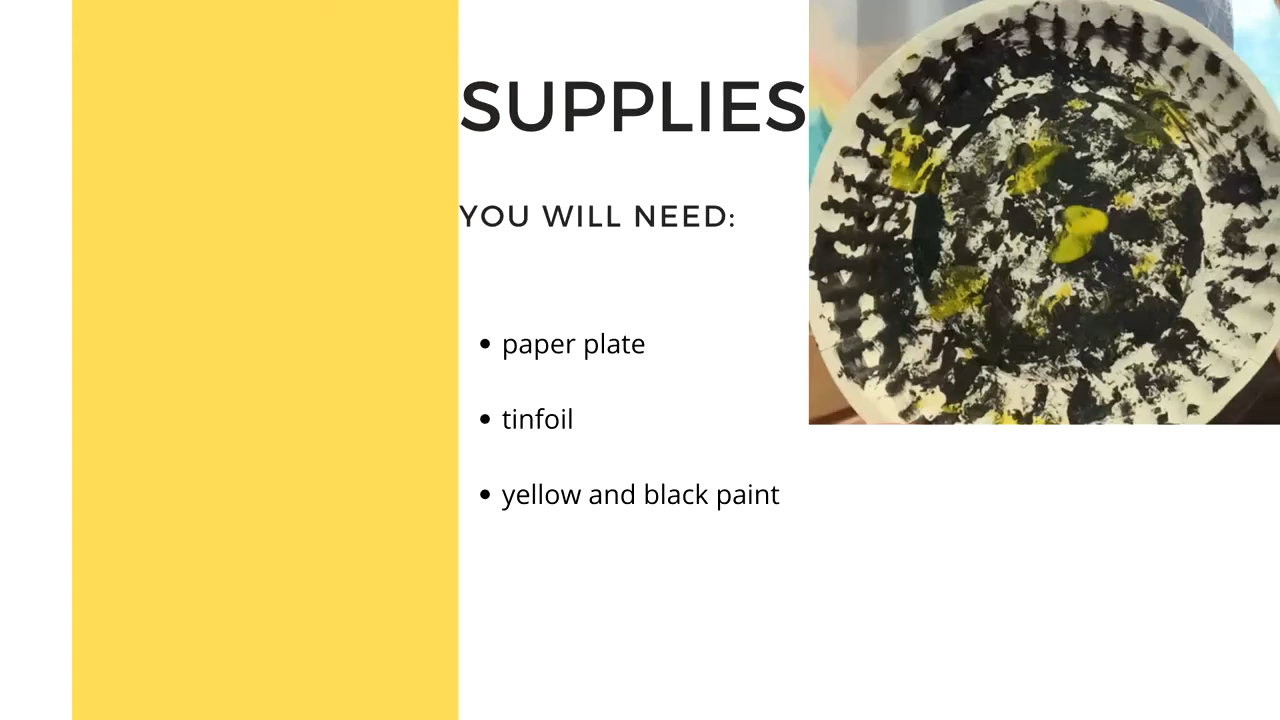 SUPPLIES
YOU WILL NEED:
• paper plate
• tinfoil
• yellow and black paint